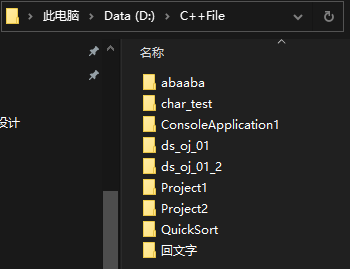 此电脑 > Data (D:) > C++File
名称
设计
abaaba
char_test
ConsoleApplication1
ds_oj_01
ds_oj_01_2
Project1
Project2
QuickSort
回文字